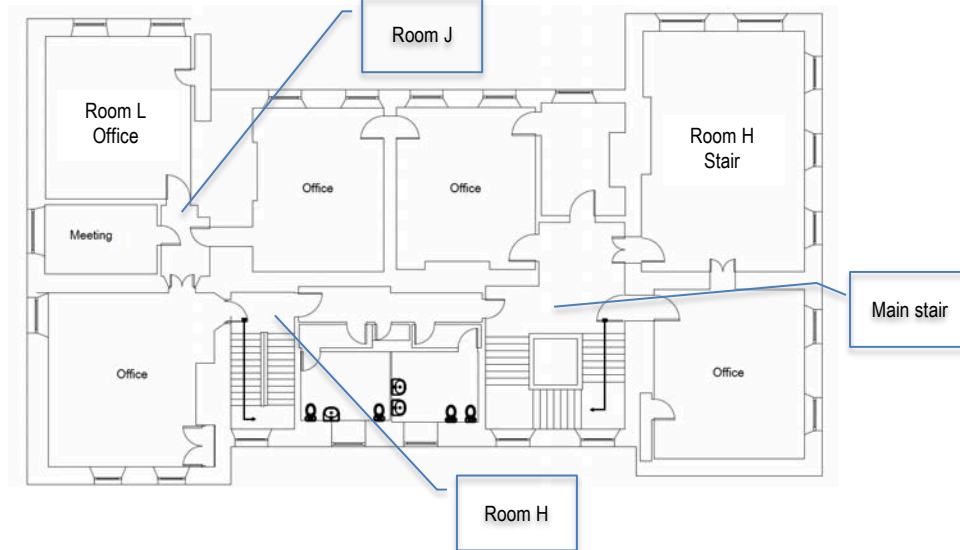 Room J
Room L
Office
Room H
Stair
Office
Office
Meeting
Main stair
Office
Office
Room H